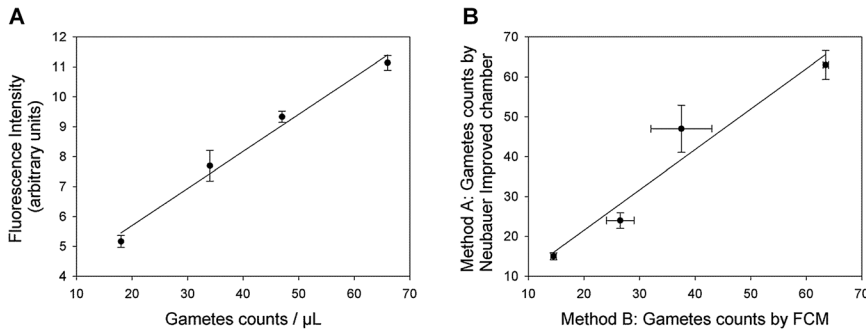 A
Fluorescence Intensity
(arbitrary units)
12
11
10
9
8
7
6
5
4
10 20 30 40 50 60 70
Gametes counts / µL
B
Method A: Gametes counts by
Neubauer Improved chamber
70
60
50
40
30
20
10
10 20 30 40 50 60 70
Method B: Gametes counts by FCM